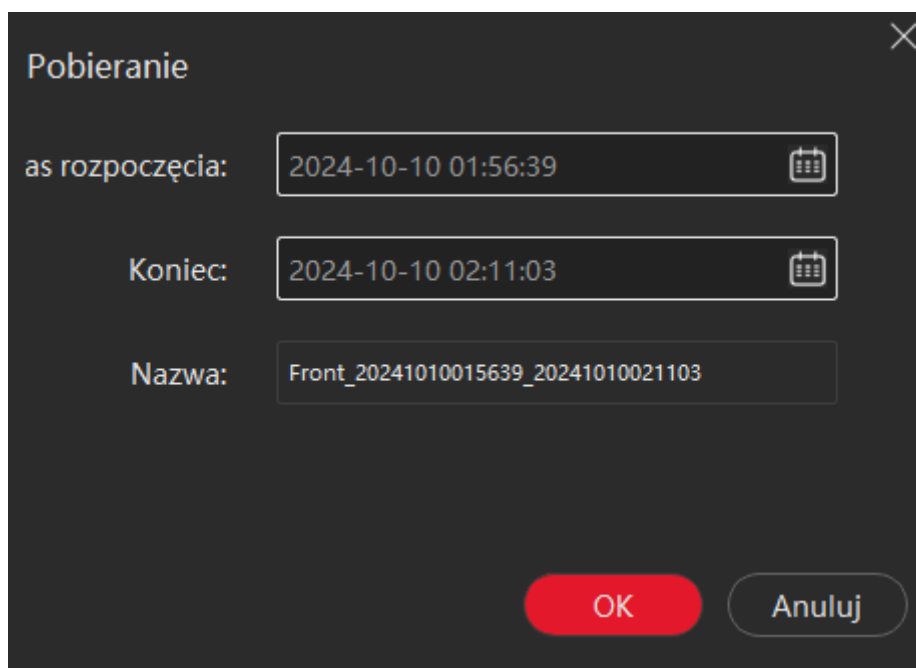 Pobieranie
as rozpoczęcia: 2024-10-10 01:56:39
Koniec: 2024-10-10 02:11:03
Nazwa: Front_20241010015639_20241010021103
OK Anuluj